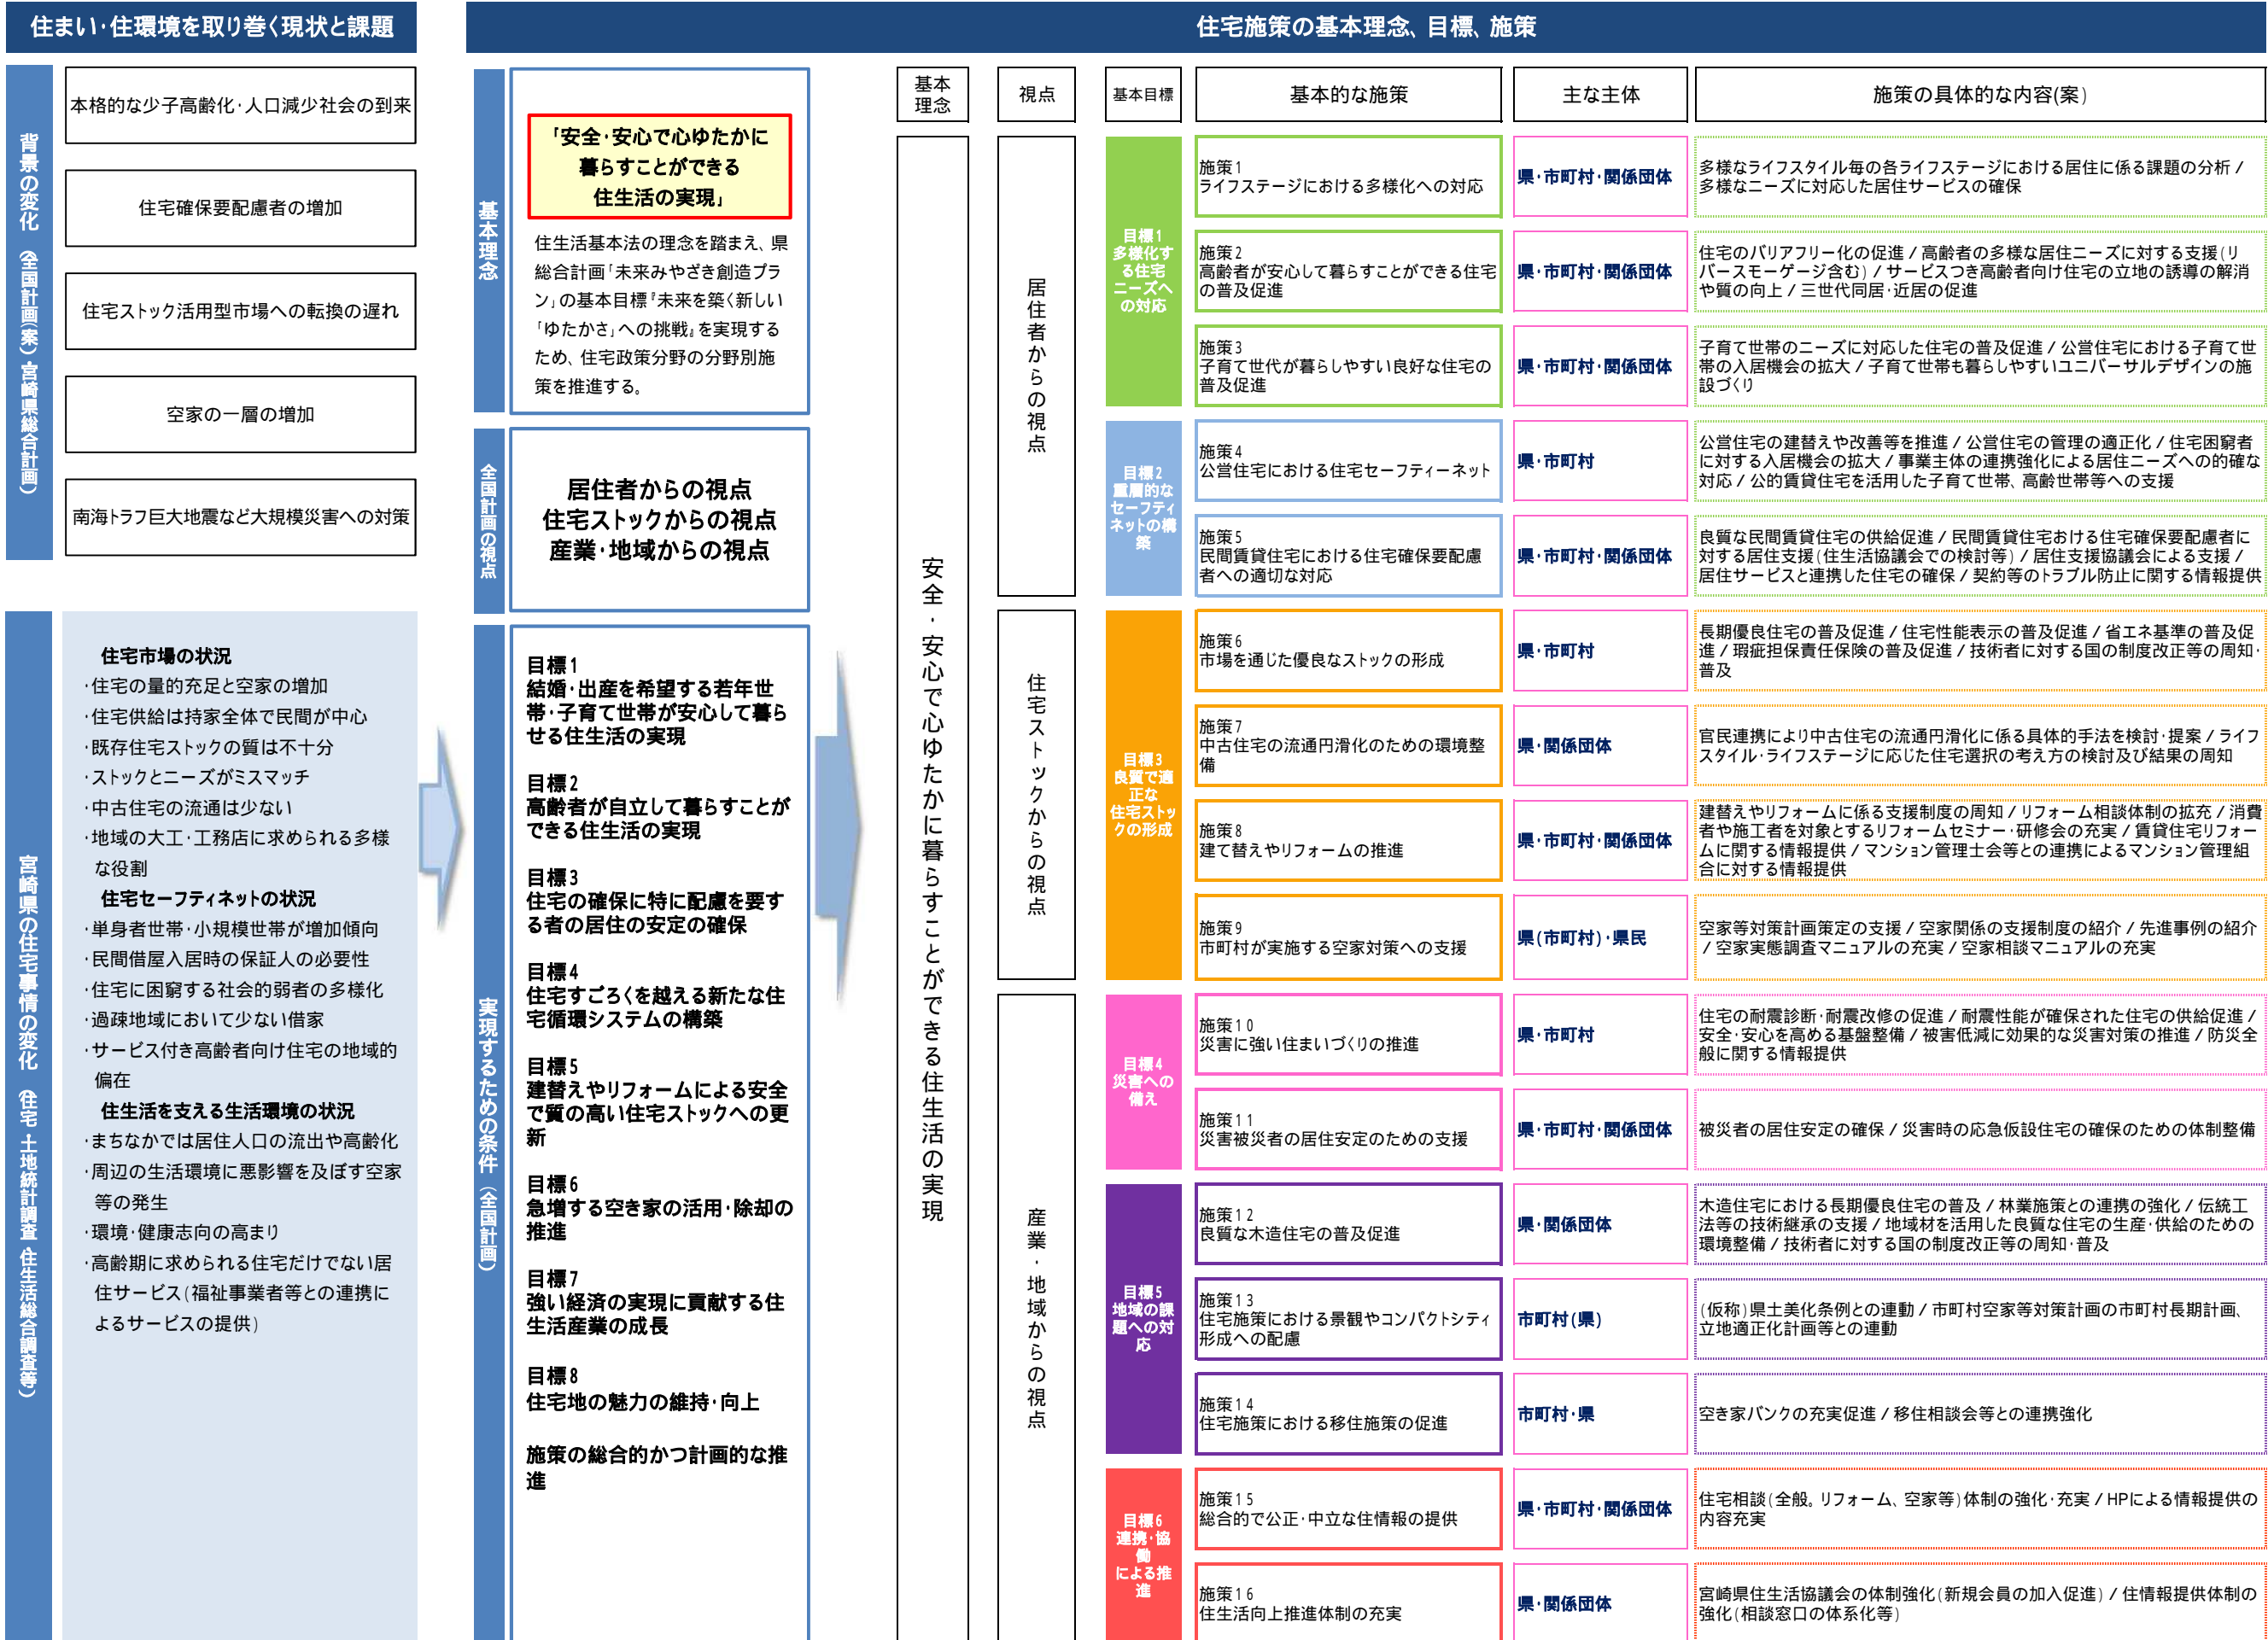 住まい・住環境を取り巻く現状と課題
背景の変化　（全国計画（案）・宮崎県総合計画）
本格的な少子高齢化・人口減少社会の到来
住宅確保要配慮者の増加
住宅ストック活用型市場への転換の遅れ
空家の一層の増加
南海トラフ巨大地震など大規模災害への対策
宮崎県の住宅事情の変化　（住宅・土地統計調査、住生活総合調査等）
住宅市場の状況
・住宅の量的充足と空家の増加
・住宅供給は持家全体で民間が中心
・既存住宅ストックの質は不十分
・ストックとニーズがミスマッチ
・中古住宅の流通は少ない
・地域の大工・工務店に求められる多様
な役割
住宅セーフティネットの状況
・単身者世帯・小規模世帯が増加傾向
・民間借屋入居時の保証人の必要性
・住宅に困窮する社会的弱者の多様化
・過疎地域において少ない借家
・サービス付き高齢者向け住宅の地域的
偏在
住生活を支える生活環境の状況
・まちなかでは居住人口の流出や高齢化
・周辺の生活環境に悪影響を及ぼす空家
等の発生
・環境・健康志向の高まり
・高齢期に求められる住宅だけでない居
住サービス（福祉事業者等との連携に
よるサービスの提供）
住宅施策の基本理念、目標、施策
基本理念
「安全・安心で心ゆたかに
暮らすことができる
住生活の実現」
住生活基本法の理念を踏まえ、県
総合計画「未来みやざき創造プラ
ン」の基本目標『未来を築く新しい
「ゆたかさ」への挑戦』を実現する
ため、住宅政策分野の分野別施
策を推進する。
全国計画の視点
居住者からの視点
住宅ストックからの視点
産業・地域からの視点
実現するための条件　（全国計画）
目標1
結婚・出産を希望する若年世
帯・子育て世帯が安心して暮ら
せる住生活の実現
目標2
高齢者が自立して暮らすことが
できる住生活の実現
目標3
住宅の確保に特に配慮を要す
る者の居住の安定の確保
目標4
住宅すごろくを越える新たな住
宅循環システムの構築
目標5
建替えやリフォームによる安全
で質の高い住宅ストックへの更
新
目標6
急増する空き家の活用・除却の
推進
目標7
強い経済の実現に貢献する住
生活産業の成長
目標8
住宅地の魅力の維持・向上
施策の総合的かつ計画的な推
進
基本
理念
視点
基本目標
基本的な施策
主な主体
施策の具体的な内容（案）
安全・安心で心ゆたかに暮らすことができる住生活の実現
居住者からの視点
目標1
多様化す
る住宅
ニーズへ
の対応
施策1
ライフステージにおける多様化への対応
県・市町村・関係団体
多様なライフスタイル毎の各ライフステージにおける居住に係る課題の分析 /
多様なニーズに対応した居住サービスの確保
施策2
高齢者が安心して暮らすことができる住宅
の普及促進
県・市町村・関係団体
住宅のバリアフリー化の促進 / 高齢者の多様な居住ニーズに対する支援（リ
バースモーゲージ含む） / サービスつき高齢者向け住宅の立地の誘導の解消
や質の向上 / 三世代同居・近居の促進
施策3
子育て世代が暮らしやすい良好な住宅の
普及促進
県・市町村・関係団体
子育て世帯のニーズに対応した住宅の普及促進 / 公営住宅における子育て世
帯の入居機会の拡大 / 子育て世帯も暮らしやすいユニバーサルデザインの施
設づくり
目標2
重層的な
セーフティ
ネットの構
築
施策4
公営住宅における住宅セーフティーネット
県・市町村
公営住宅の建替えや改善等を推進 / 公営住宅の管理の適正化 / 住宅困窮者
に対する入居機会の拡大 / 事業主体の連携強化による居住ニーズへの的確な
対応 / 公的賃貸住宅を活用した子育て世帯、高齢世帯等への支援
施策5
民間賃貸住宅における住宅確保要配慮
者への適切な対応
県・市町村・関係団体
良質な民間賃貸住宅の供給促進 / 民間賃貸住宅おける住宅確保要配慮者に
対する居住支援（住生活協議会での検討等） / 居住支援協議会による支援 /
居住サービスと連携した住宅の確保 / 契約等のトラブル防止に関する情報提供
住宅ストックからの視点
目標3
良質で適
正な
住宅ストッ
クの形成
施策6
市場を通じた優良なストックの形成
県・市町村
長期優良住宅の普及促進 / 住宅性能表示の普及促進 / 省エネ基準の普及促
進 / 瑕疵担保責任保険の普及促進 / 技術者に対する国の制度改正等の周知・
普及
施策7
中古住宅の流通円滑化のための環境整
備
県・関係団体
官民連携により中古住宅の流通円滑化に係る具体的手法を検討・提案 / ライフ
スタイル・ライフステージに応じた住宅選択の考え方の検討及び結果の周知
施策8
建て替えやリフォームの推進
県・市町村・関係団体
建替えやリフォームに係る支援制度の周知 / リフォーム相談体制の拡充 / 消費
者や施工者を対象とするリフォームセミナー・研修会の充実 / 賃貸住宅リフォー
ムに関する情報提供 / マンション管理士会等との連携によるマンション管理組
合に対する情報提供
施策9
市町村が実施する空家対策への支援
県（市町村）・県民
空家等対策計画策定の支援 / 空家関係の支援制度の紹介 / 先進事例の紹介
/ 空家実態調査マニュアルの充実 / 空家相談マニュアルの充実
産業・地域からの視点
目標4
災害への
備え
施策10
災害に強い住まいづくりの推進
県・市町村
住宅の耐震診断・耐震改修の促進 / 耐震性能が確保された住宅の供給促進 /
安全・安心を高める基盤整備 / 被害低減に効果的な災害対策の推進 / 防災全
般に関する情報提供
施策11
災害被災者の居住安定のための支援
県・市町村・関係団体
被災者の居住安定の確保 / 災害時の応急仮設住宅の確保のための体制整備
目標5
地域の課
題への対
応
施策12
良質な木造住宅の普及促進
県・関係団体
木造住宅における長期優良住宅の普及 / 林業施策との連携の強化 / 伝統工
法等の技術継承の支援 / 地域材を活用した良質な住宅の生産・供給のための
環境整備 / 技術者に対する国の制度改正等の周知・普及
施策13
住宅施策における景観やコンパクトシティ
形成への配慮
市町村（県）
（仮称）県土美化条例との連動 / 市町村空家等対策計画の市町村長期計画、
立地適正化計画等との連動
施策14
住宅施策における移住施策の促進
市町村・県
空き家バンクの充実促進 / 移住相談会等との連携強化
目標6
連携・協
働
による推
進
施策15
総合的で公正・中立な住情報の提供
県・市町村・関係団体
住宅相談（全般。リフォーム、空家等）体制の強化・充実 / HPによる情報提供の
内容充実
施策16
住生活向上推進体制の充実
県・関係団体
宮崎県住生活協議会の体制強化（新規会員の加入促進） / 住情報提供体制の
強化（相談窓口の体系化等）